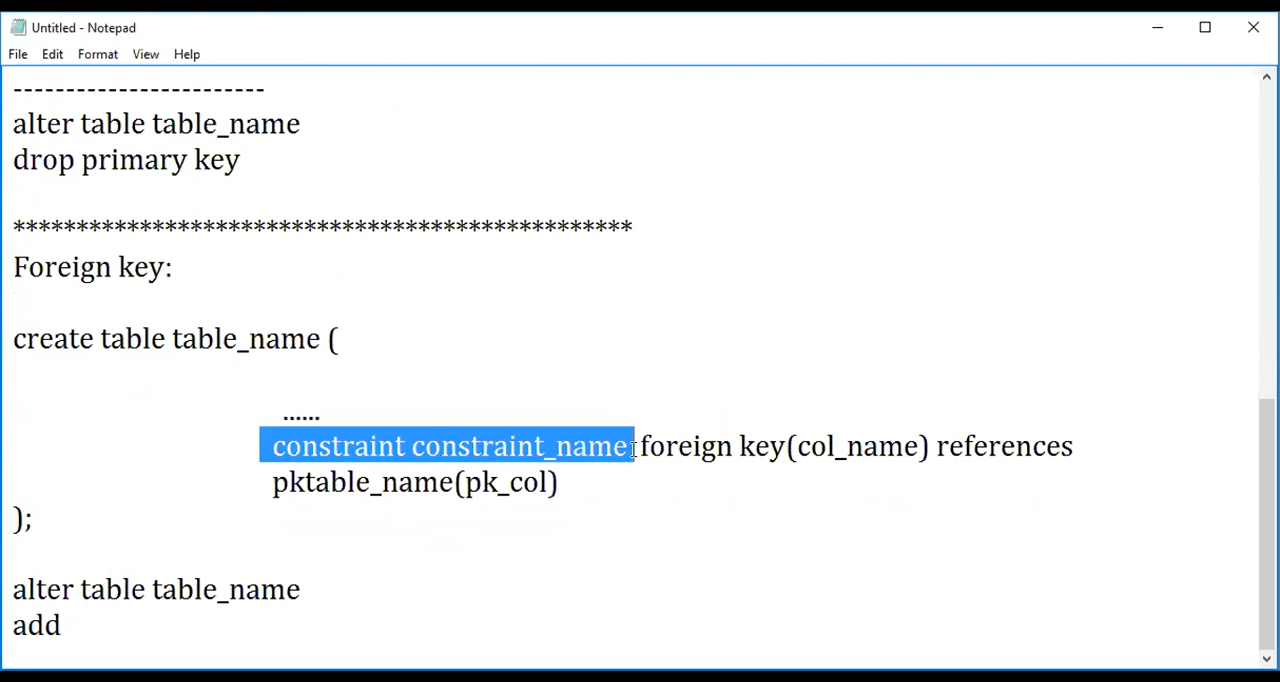 Untitled - Notepad
File Edit Format View Help
------------------------
alter table table_name
drop primary key
*************************************************
Foreign key:
create table table_name (
......
constraint constraint_name foreign key(col_name) references
pktable_name(pk_col)
);
alter table table_name
add